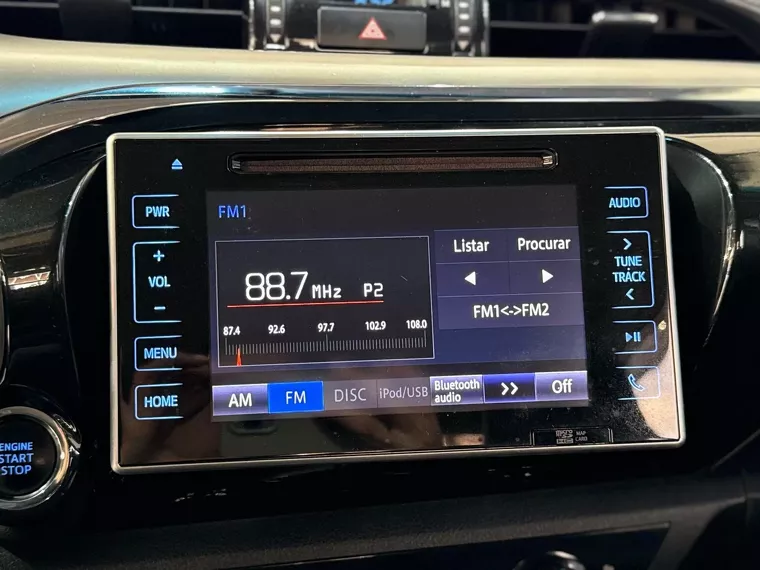 PWR
+
VOL
-
MENU
HOME
ENGINE
START
STOP
FM1
88.7 MHz P2
87.4 92.6 97.7 102.9 108.0
Listar Procurar
FM1<->FM2
AM FM DISC iPod/USB Bluetooth audio >> Off
AUDIO
>
TUNE
TRACK
<
microSD MAP CARD